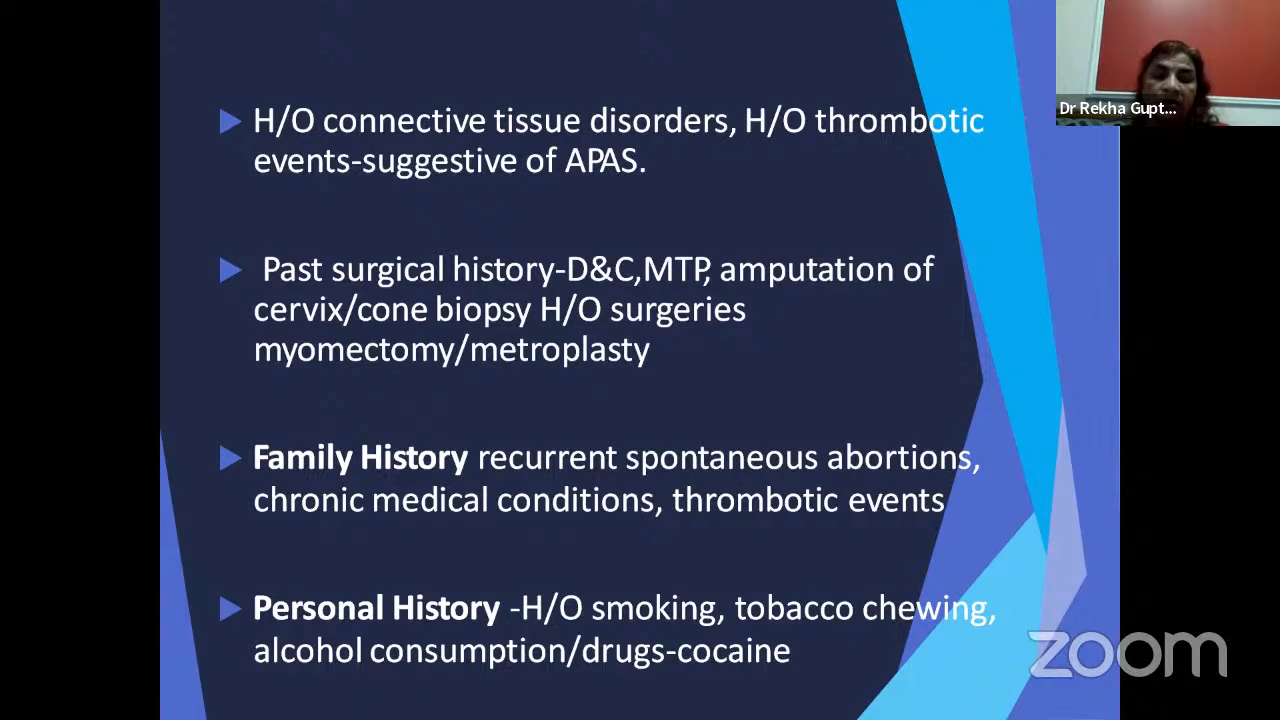 Dr Rekha Gupt...
H/O connective tissue disorders, H/O thrombotic
events-suggestive of APAS.
Past surgical history-D&C,MTP, amputation of
cervix/cone biopsy H/O surgeries
myomectomy/metroplasty
Family History recurrent spontaneous abortions,
chronic medical conditions, thrombotic events
Personal History -H/O smoking, tobacco chewing,
alcohol consumption/drugs-cocaine
zoom